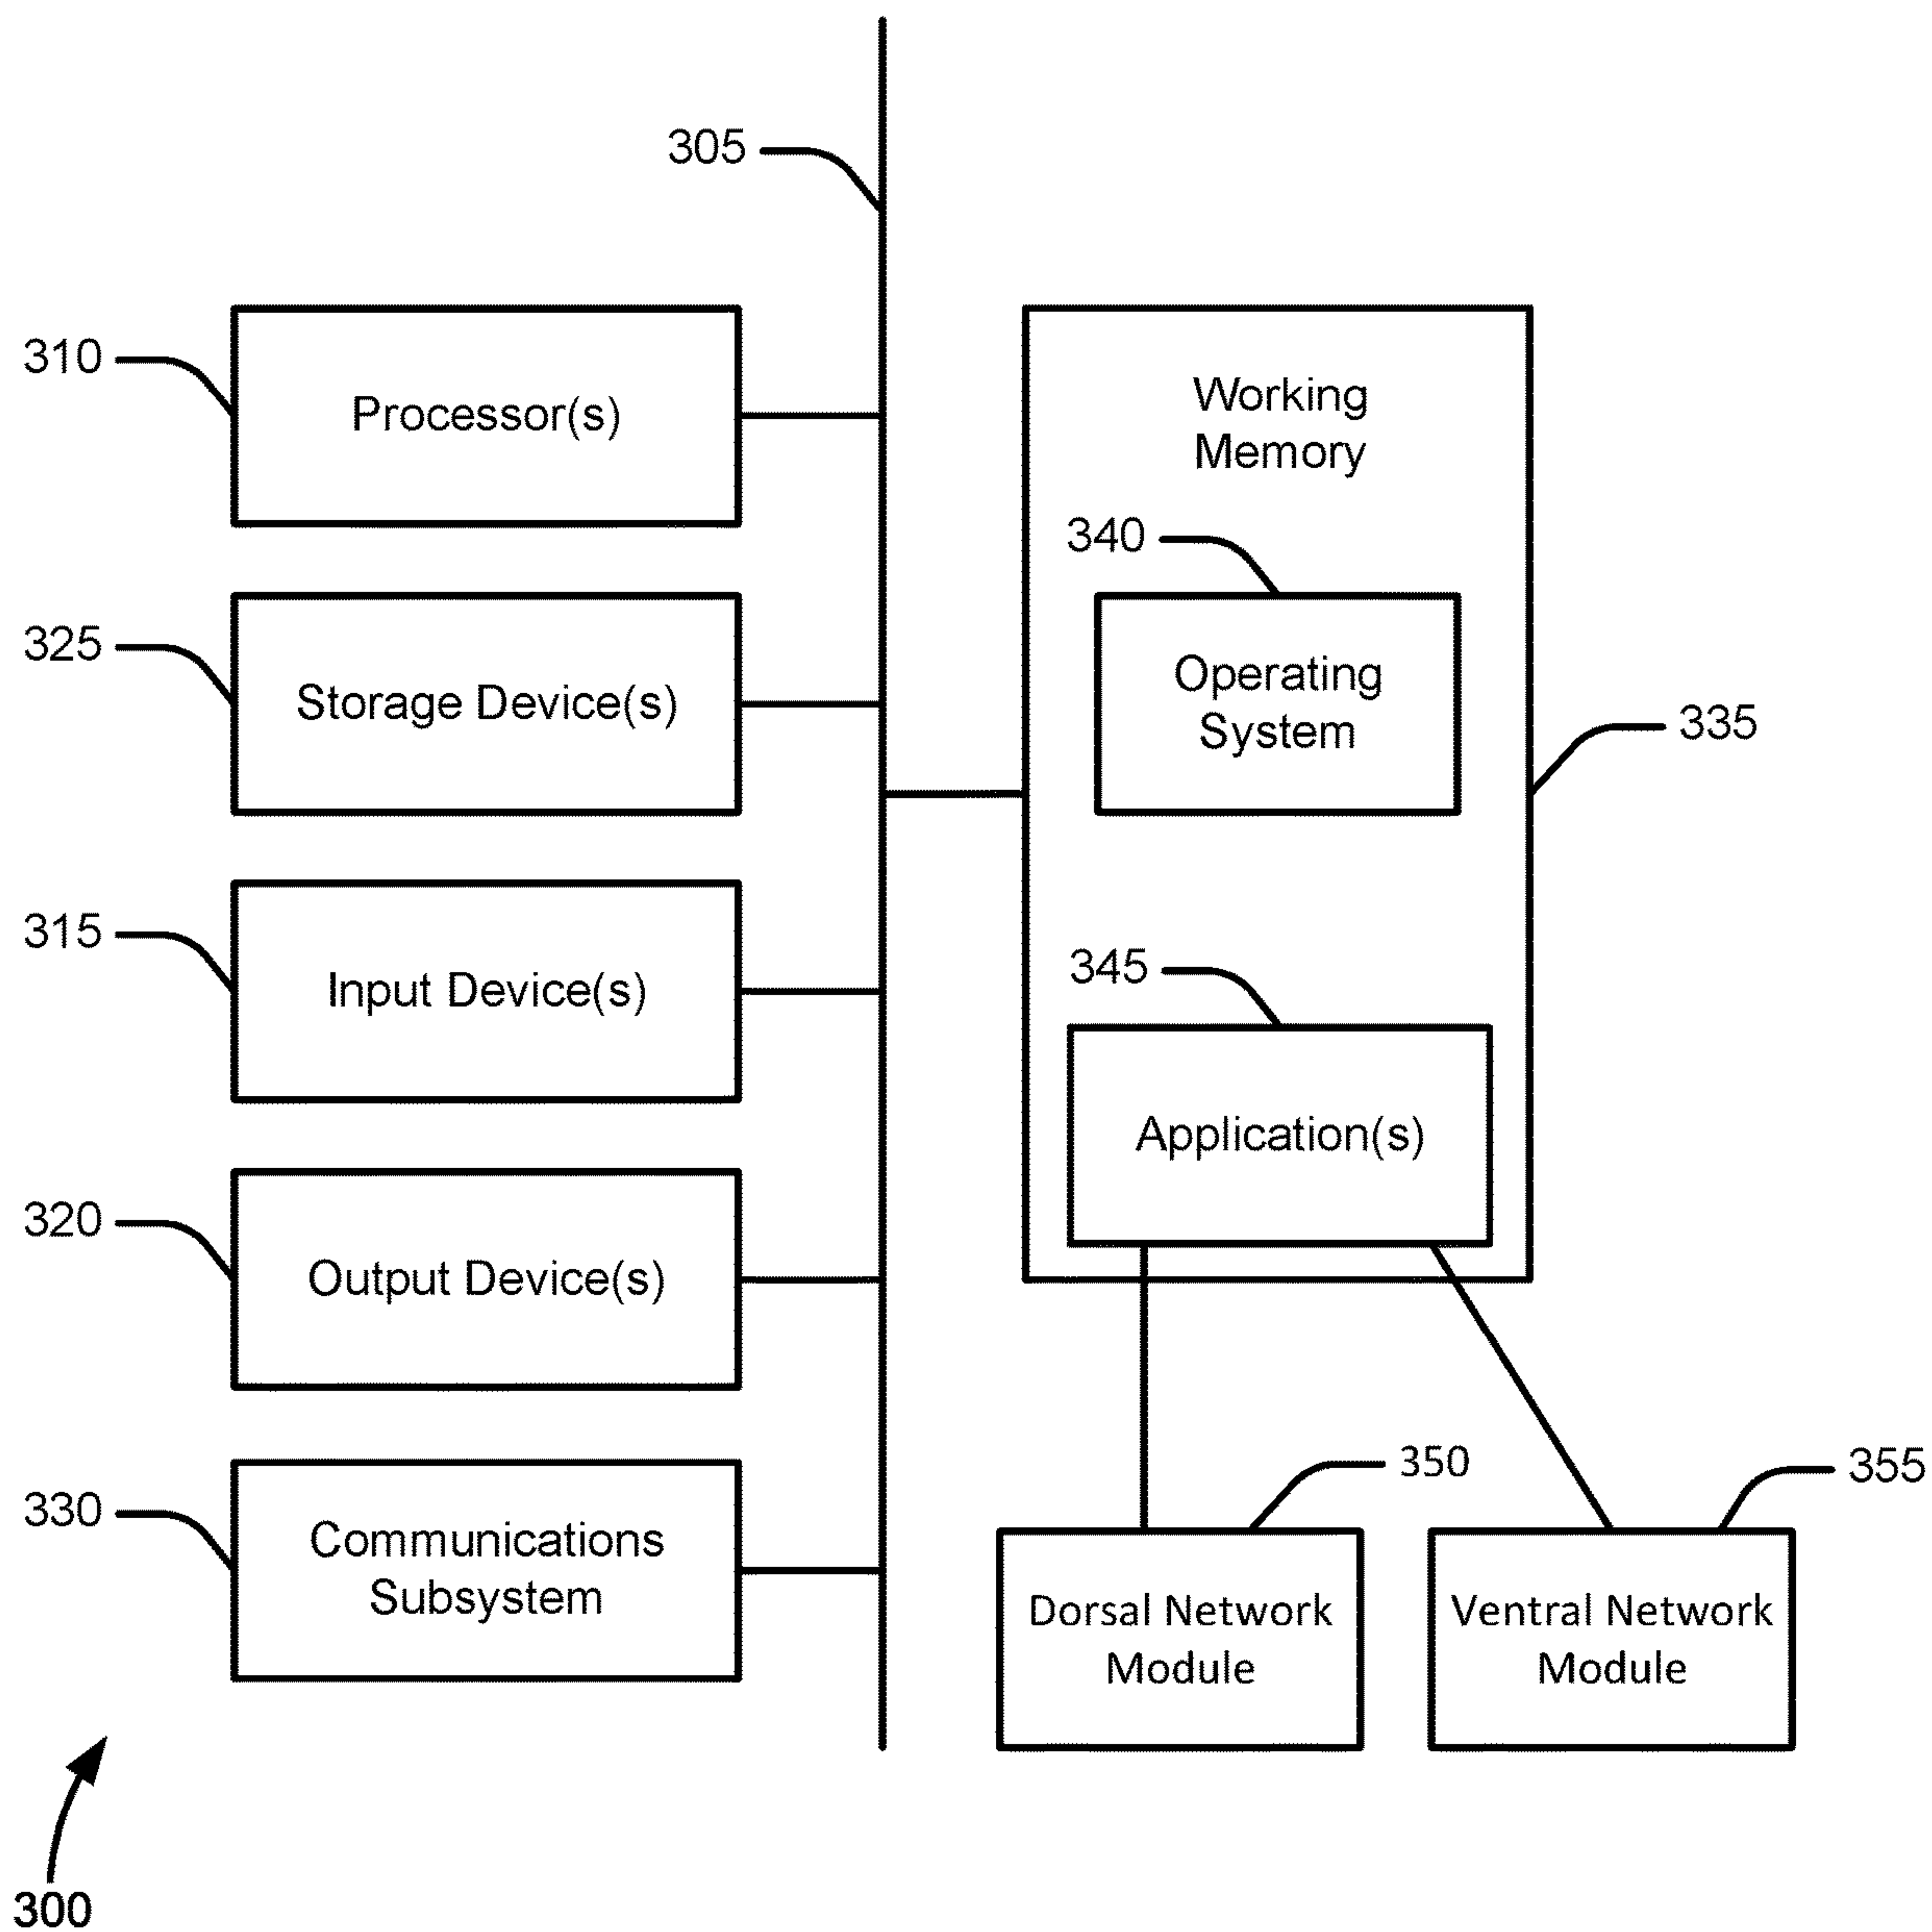 305
310
Processor(s)
325
Storage Device(s)
315
Input Device(s)
320
Output Device(s)
330
Communications
Subsystem
Working
Memory
340
Operating
System
335
345
Application(s)
350
Dorsal Network
Module
355
Ventral Network
Module
300